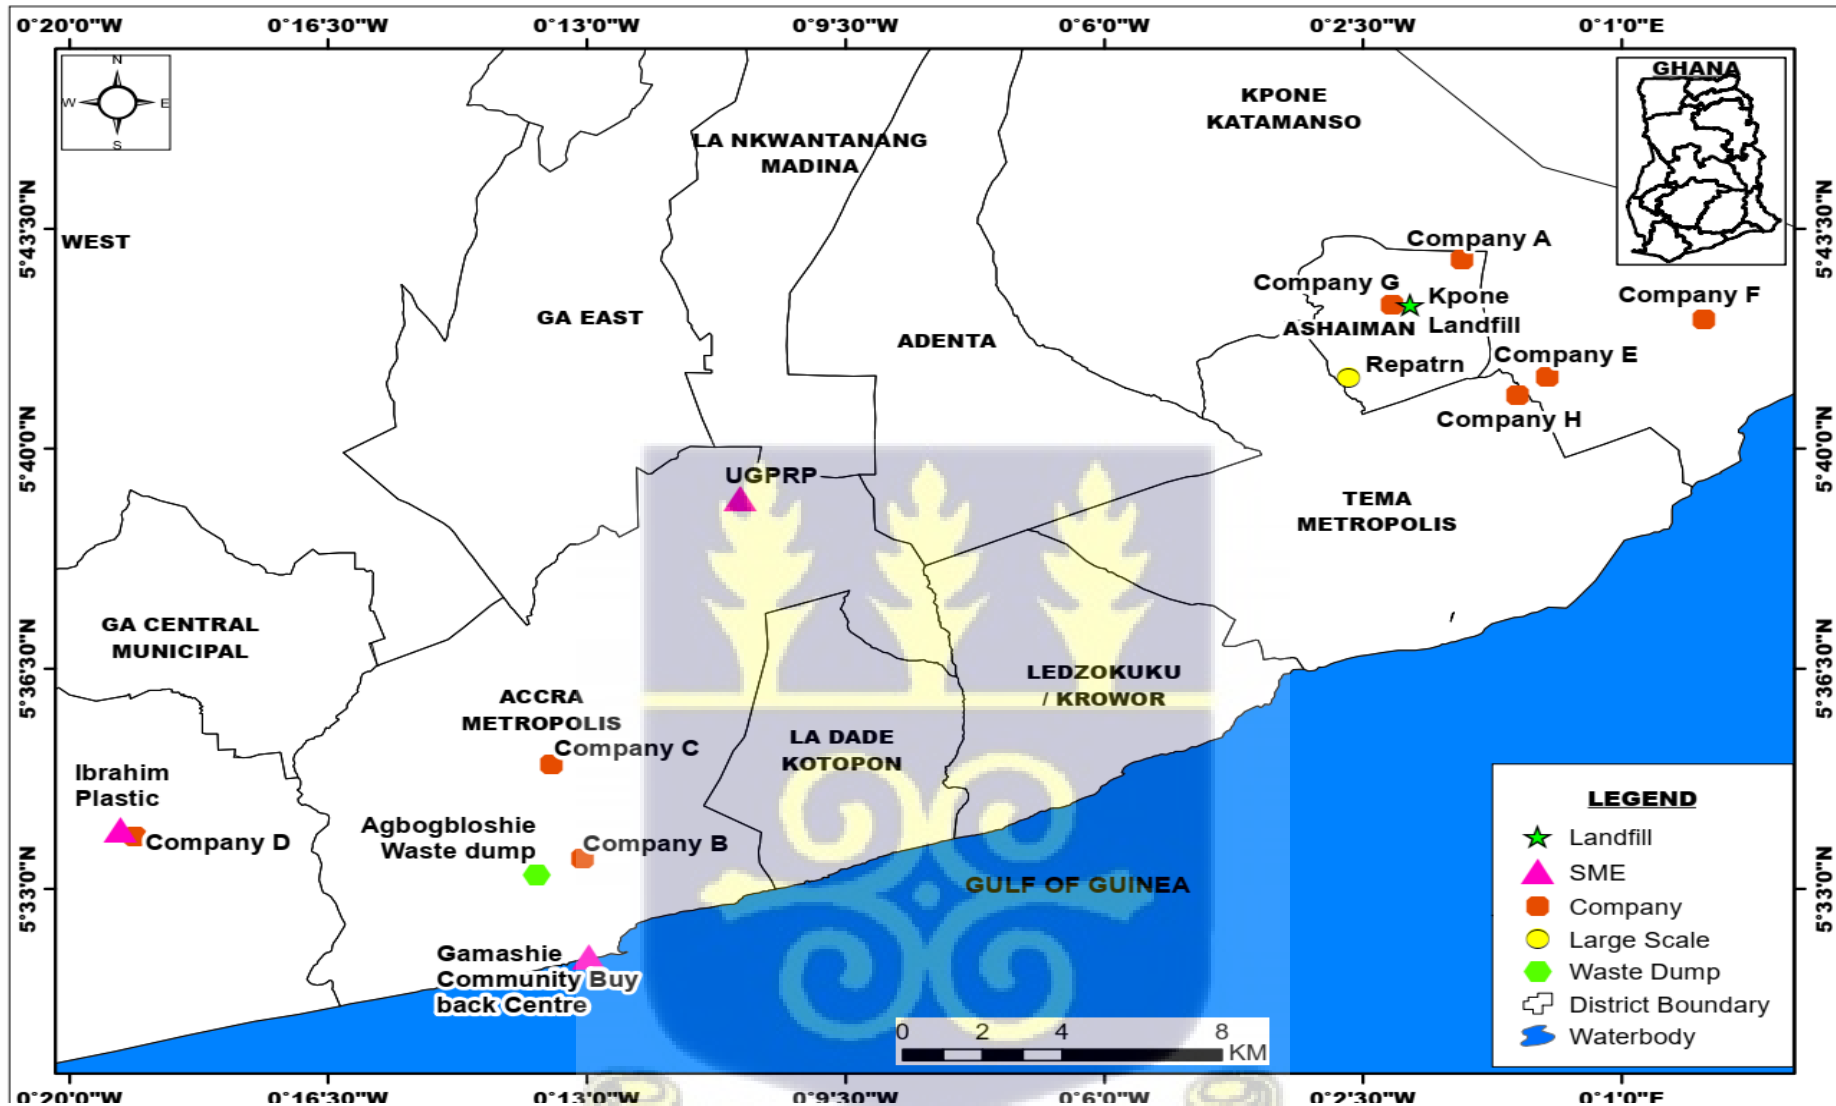 0°20'0"W 0°16'30"W 0°13'0"W 0°9'30"W 0°6'0"W 0°2'30"W 0°1'0"E
N
W E
S
GHANA
KPONE
KATAMANSO
LA NKWANTANANG
MADINA
WEST
5°43'30"N
5°43'30"N
Company A
Company G
Kpone
Landfill
Company F
GA EAST
ASHAIMAN
ADENTA
Repatrn
Company E
Company H
5°40'0"N
5°40'0"N
UGPRP
TEMA
METROPOLIS
GA CENTRAL
MUNICIPAL
5°36'30"N
5°36'30"N
LEDZOKUKU
/ KROWOR
ACCRA
METROPOLIS
Company C
LA DADE
KOTOPON
Ibrahim
Plastic
Company D
Agbogbloshie
Waste dump
Company B
5°33'0"N
5°33'0"N
GULF OF GUINEA
Gamashie
Community Buy
back Centre
LEGEND
Landfill
SME
Company
Large Scale
Waste Dump
District Boundary
Waterbody
0 2 4 8
KM
0°20'0"W 0°16'30"W 0°13'0"W 0°9'30"W 0°6'0"W 0°2'30"W 0°1'0"E